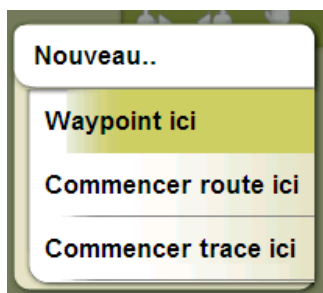 Nouveau..
Waypoint ici
Commencer route ici
Commencer trace ici